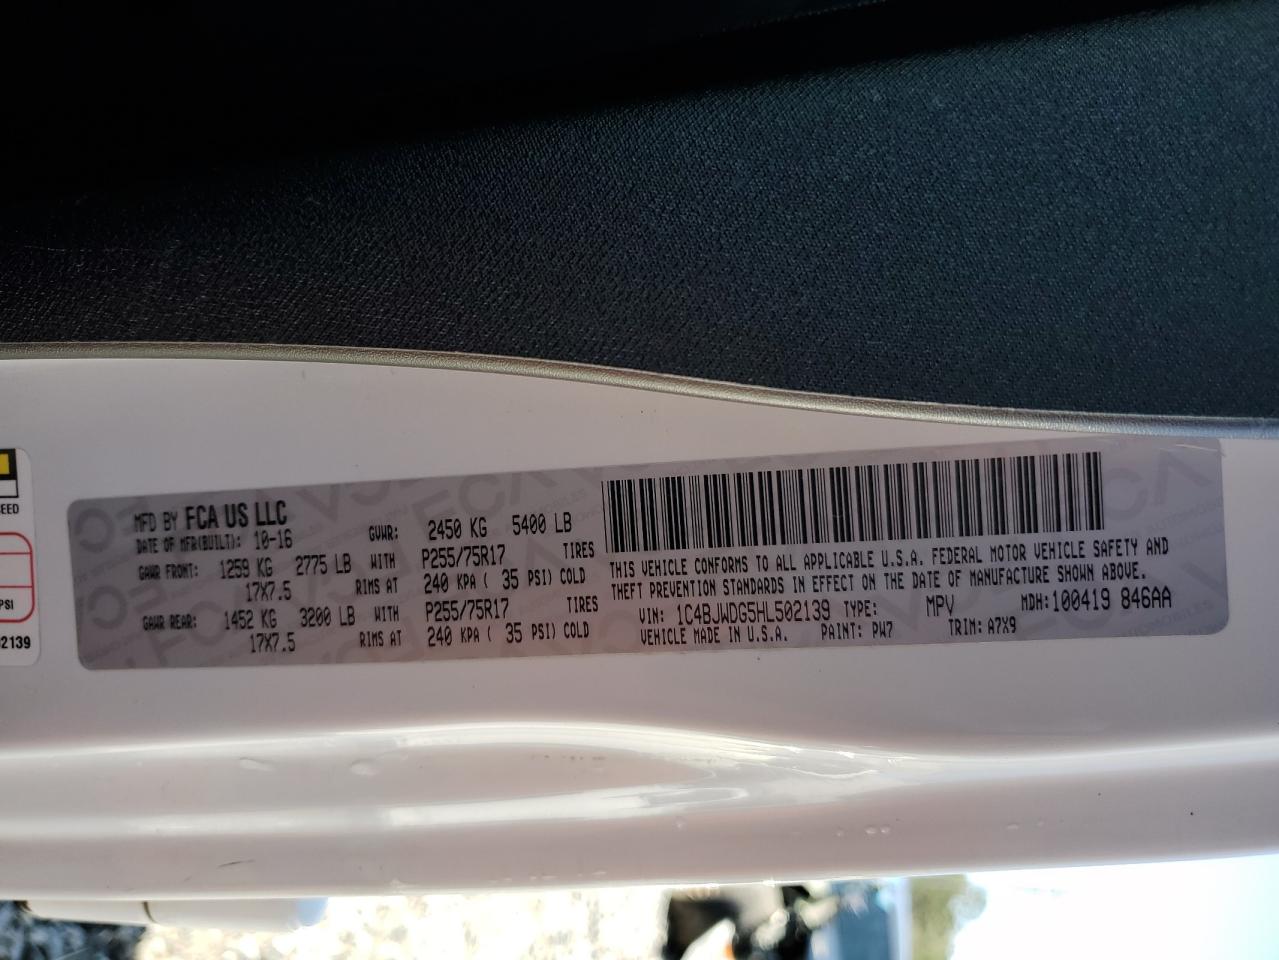 MFD BY FCA US LLC
DATE OF MFR(BUILT): 10-16 GVWR: 2450 KG 5400 LB
GAWR FRONT: 1259 KG 2775 LB WITH P255/75R17 TIRES
17X7.5 RIMS AT 240 KPA ( 35 PSI) COLD
GAWR REAR: 1452 KG 3200 LB WITH P255/75R17 TIRES
17X7.5 RIMS AT 240 KPA ( 35 PSI) COLD
THIS VEHICLE CONFORMS TO ALL APPLICABLE U.S.A. FEDERAL MOTOR VEHICLE SAFETY AND
THEFT PREVENTION STANDARDS IN EFFECT ON THE DATE OF MANUFACTURE SHOWN ABOVE.
VIN: 1C4BJWDG5HL502139 TYPE: MPV MDH:100419 846AA
VEHICLE MADE IN U.S.A. PAINT: PW7 TRIM: A7X9
PSI
02139
FCA